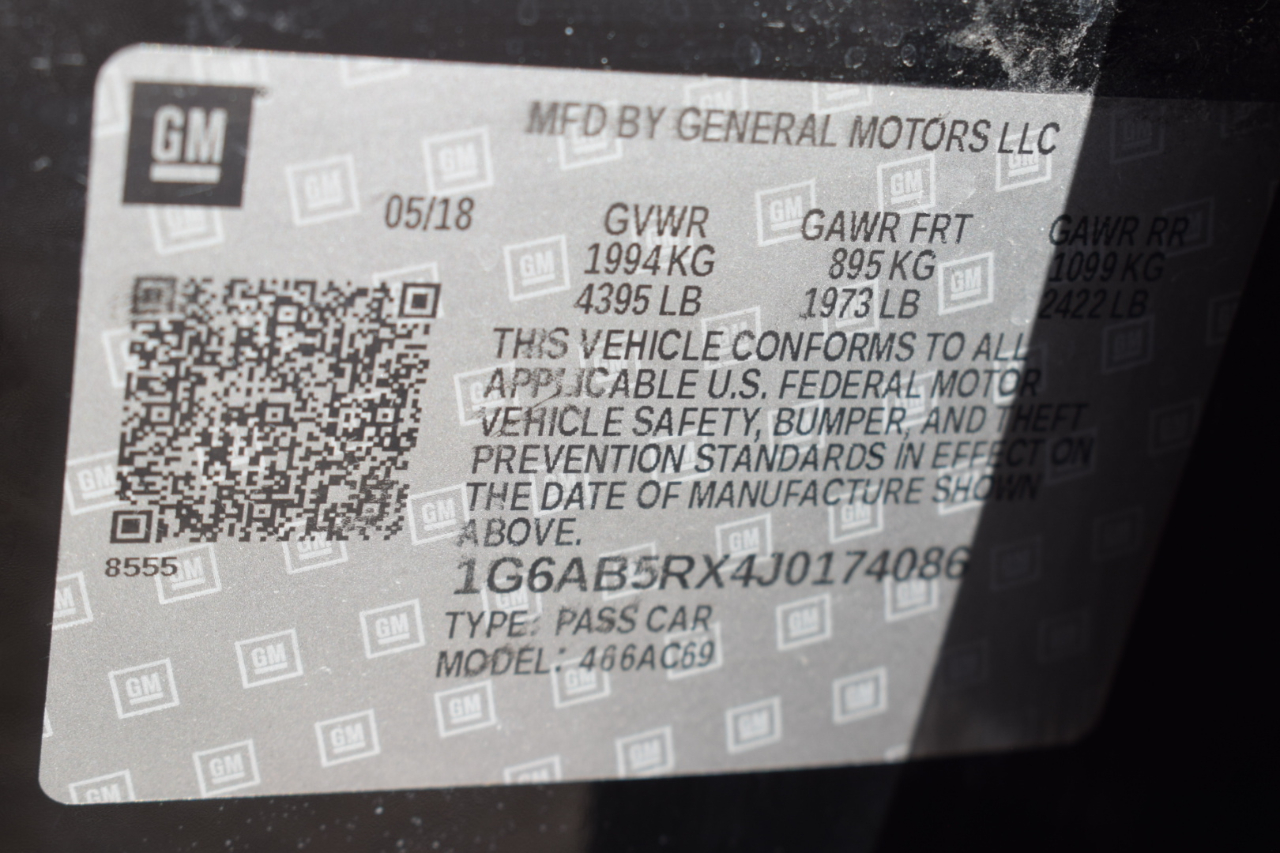 GM
MFD BY GENERAL MOTORS LLC
05/18 GVWR GAWR FRT GAWR RR
1994 KG 895 KG 1099 KG
4395 LB 1973 LB 2422 LB
THIS VEHICLE CONFORMS TO ALL
APPLICABLE U.S. FEDERAL MOTOR
VEHICLE SAFETY, BUMPER, AND THEFT
PREVENTION STANDARDS IN EFFECT ON
THE DATE OF MANUFACTURE SHOWN
ABOVE.
8555
1G6AB5RX4J0174086
TYPE: PASS CAR
MODEL: 466AC69